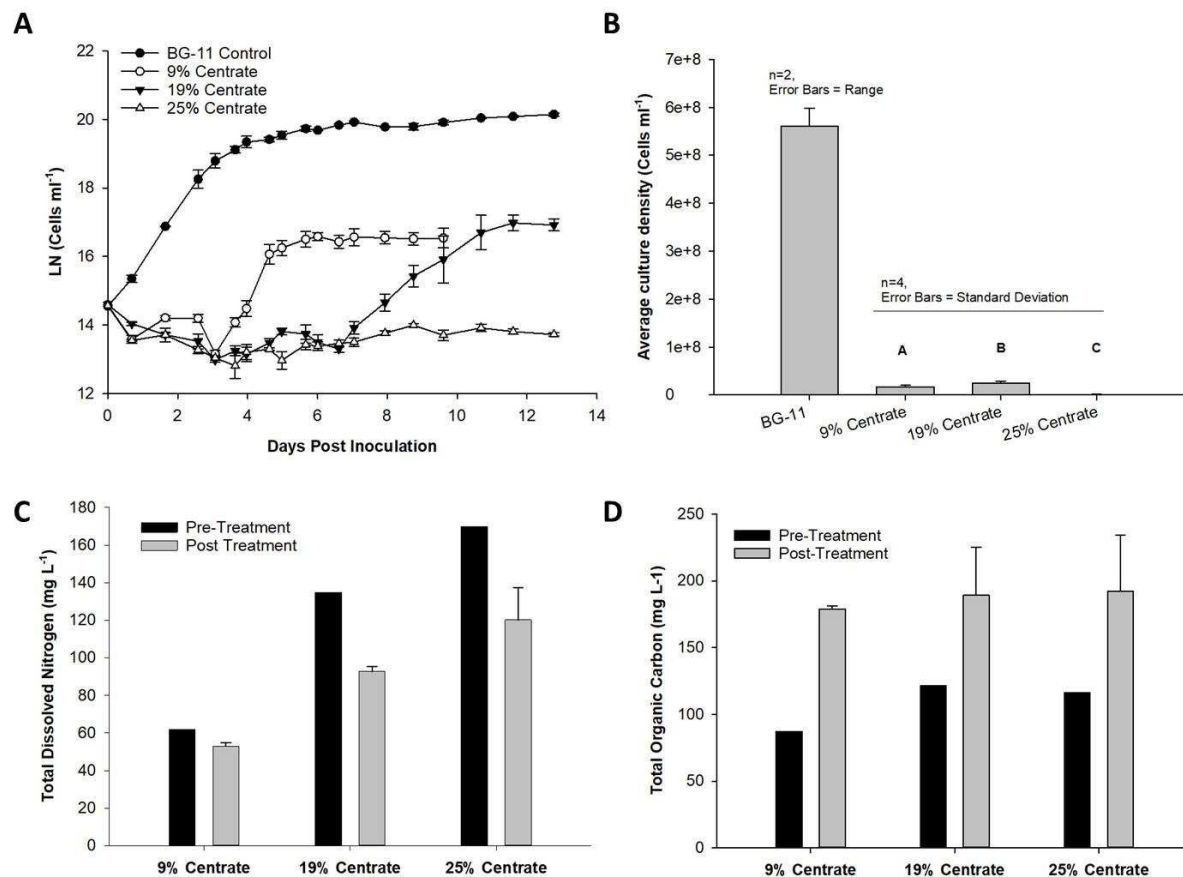 A
BG-11 Control
9% Centrate
19% Centrate
25% Centrate
22
20
18
16
14
12
LN (Cells ml-1)
0 2 4 6 8 10 12 14
Days Post Inoculation
B
7e+8
6e+8
5e+8
4e+8
3e+8
2e+8
1e+8
0
Average culture density (Cells ml-1)
n=2,
Error Bars = Range
n=4,
Error Bars = Standard Deviation
A B C
BG-11 9% Centrate 19% Centrate 25% Centrate
C
Pre-Treatment
Post Treatment
180
160
140
120
100
80
60
40
20
0
Total Dissolved Nitrogen (mg L-1)
9% Centrate 19% Centrate 25% Centrate
D
Pre-Treatment
Post-Treatment
250
200
150
100
50
0
Total Organic Carbon (mg L-1)
9% Centrate 19% Centrate 25% Centrate